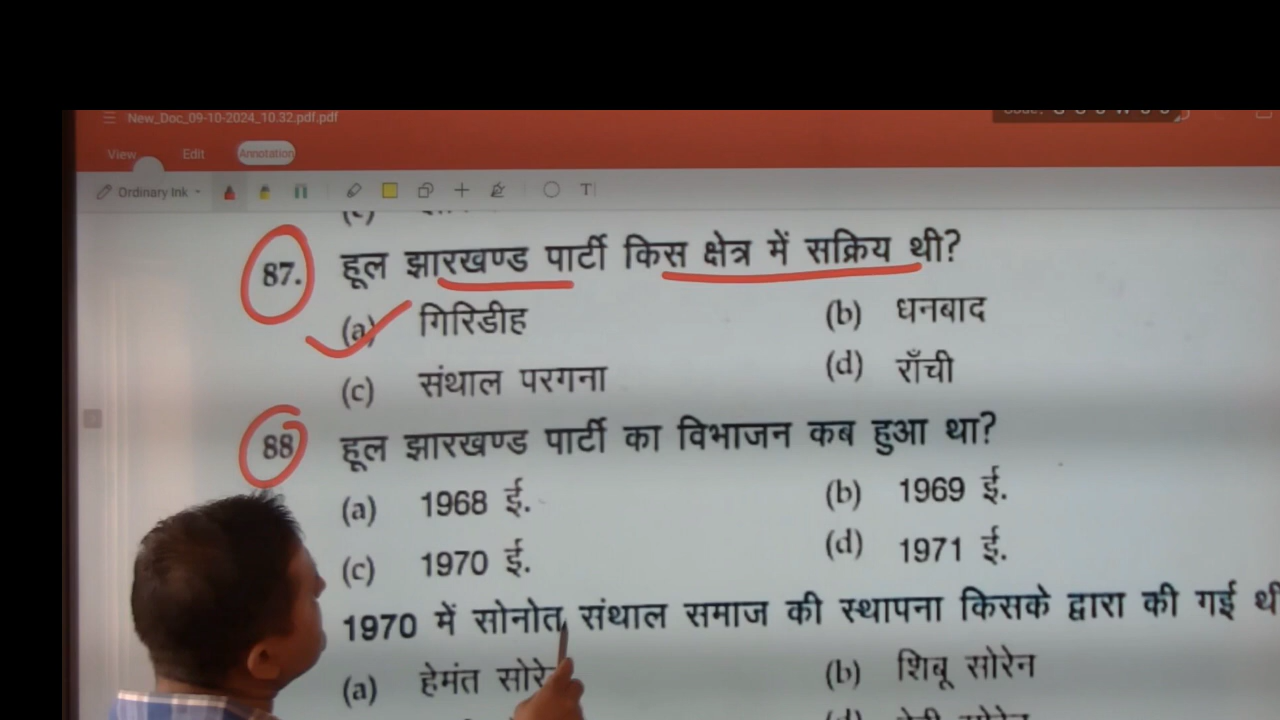 New_Doc_09-10-2024_10.32.pdf.pdf
View Edit Annotation
Ordinary Ink
87. हूल झारखण्ड पार्टी किस क्षेत्र में सक्रिय थी?
(a) गिरिडीह (b) धनबाद
(c) संथाल परगना (d) राँची
88 हूल झारखण्ड पार्टी का विभाजन कब हुआ था?
(a) 1968 ई. (b) 1969 ई.
(c) 1970 ई. (d) 1971 ई.
1970 में सोनोत संथाल समाज की स्थापना किसके द्वारा की गई
(a) हेमंत (b) शिबू सोरेन